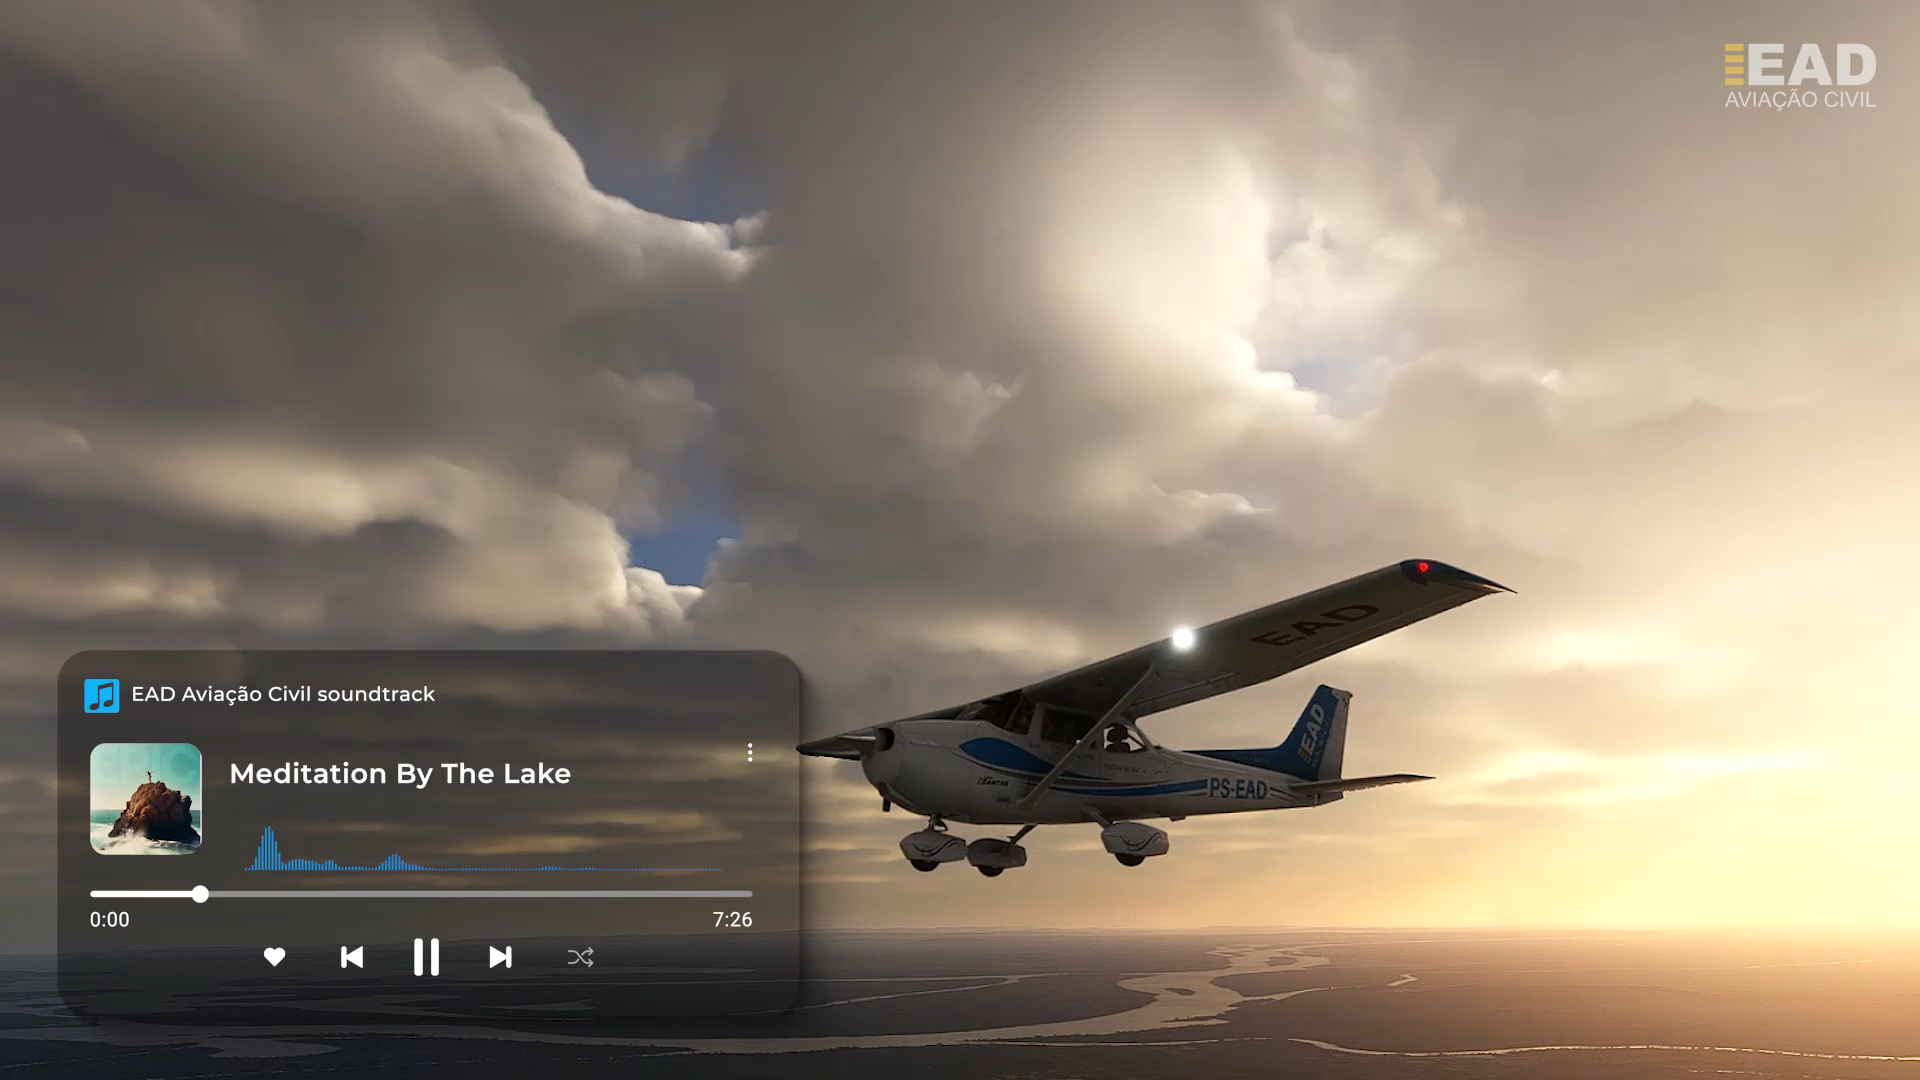 EAD
AVIAÇÃO CIVIL
EAD
EAD
PS-EAD
EAD Aviação Civil soundtrack
EPIC
Meditation By The Lake
0:00
7:26